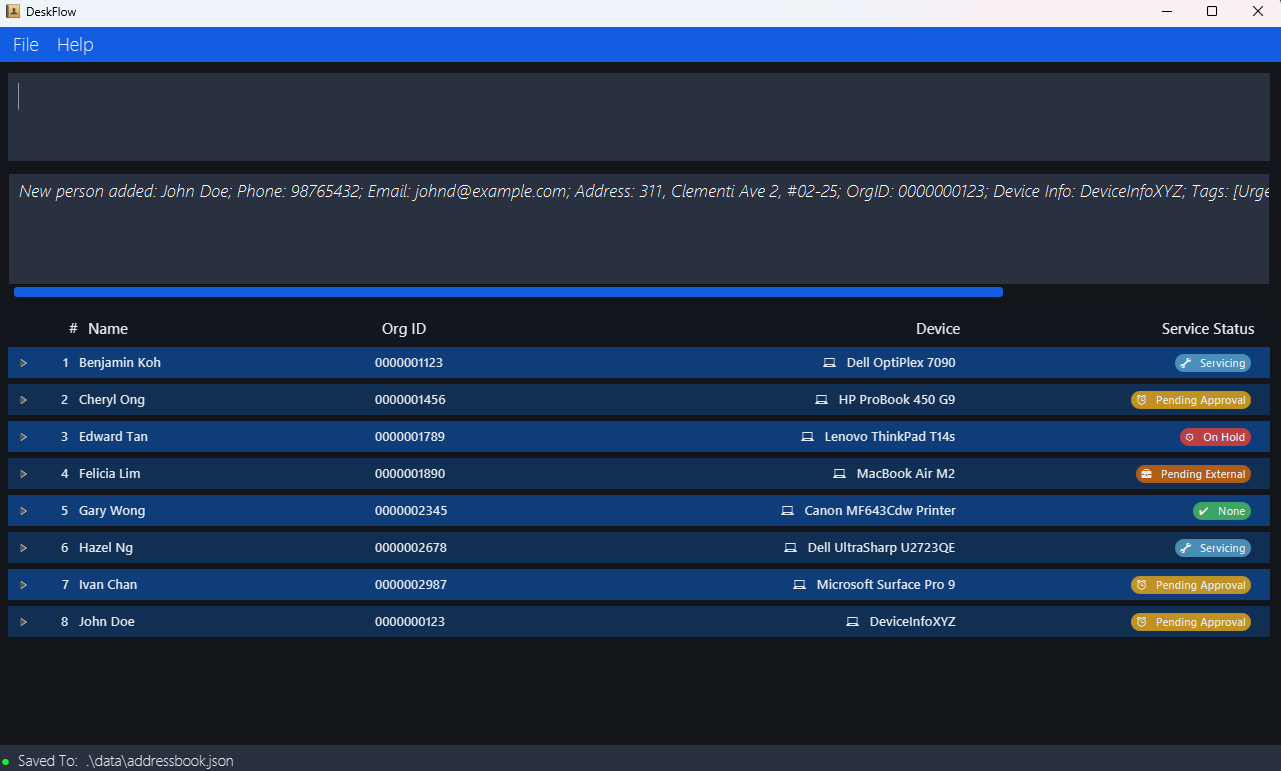 DeskFlow
File Help
New person added: John Doe; Phone: 98765432; Email: johnd@example.com; Address: 311, Clementi Ave 2, #02-25; OrgID: 0000000123; Device Info: DeviceInfoXYZ; Tags: [Urge
# Name Org ID Device Service Status
1 Benjamin Koh 0000001123 Dell OptiPlex 7090 Servicing
2 Cheryl Ong 0000001456 HP ProBook 450 G9 Pending Approval
3 Edward Tan 0000001789 Lenovo ThinkPad T14s On Hold
4 Felicia Lim 0000001890 MacBook Air M2 Pending External
5 Gary Wong 0000002345 Canon MF643Cdw Printer None
6 Hazel Ng 0000002678 Dell UltraSharp U2723QE Servicing
7 Ivan Chan 0000002987 Microsoft Surface Pro 9 Pending Approval
8 John Doe 0000000123 DeviceInfoXYZ Pending Approval
Saved To: .\data\addressbook.json